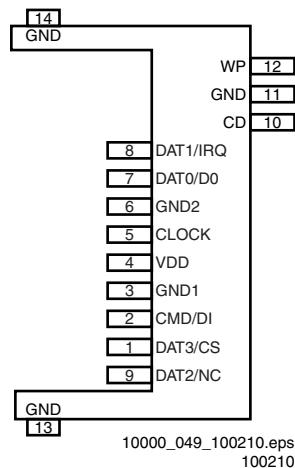 14
GND
WP 12
GND 11
CD 10
8 DAT1/IRQ
7 DAT0/D0
6 GND2
5 CLOCK
4 VDD
3 GND1
2 CMD/DI
1 DAT3/CS
9 DAT2/NC
GND
13
10000_049_100210.eps
100210